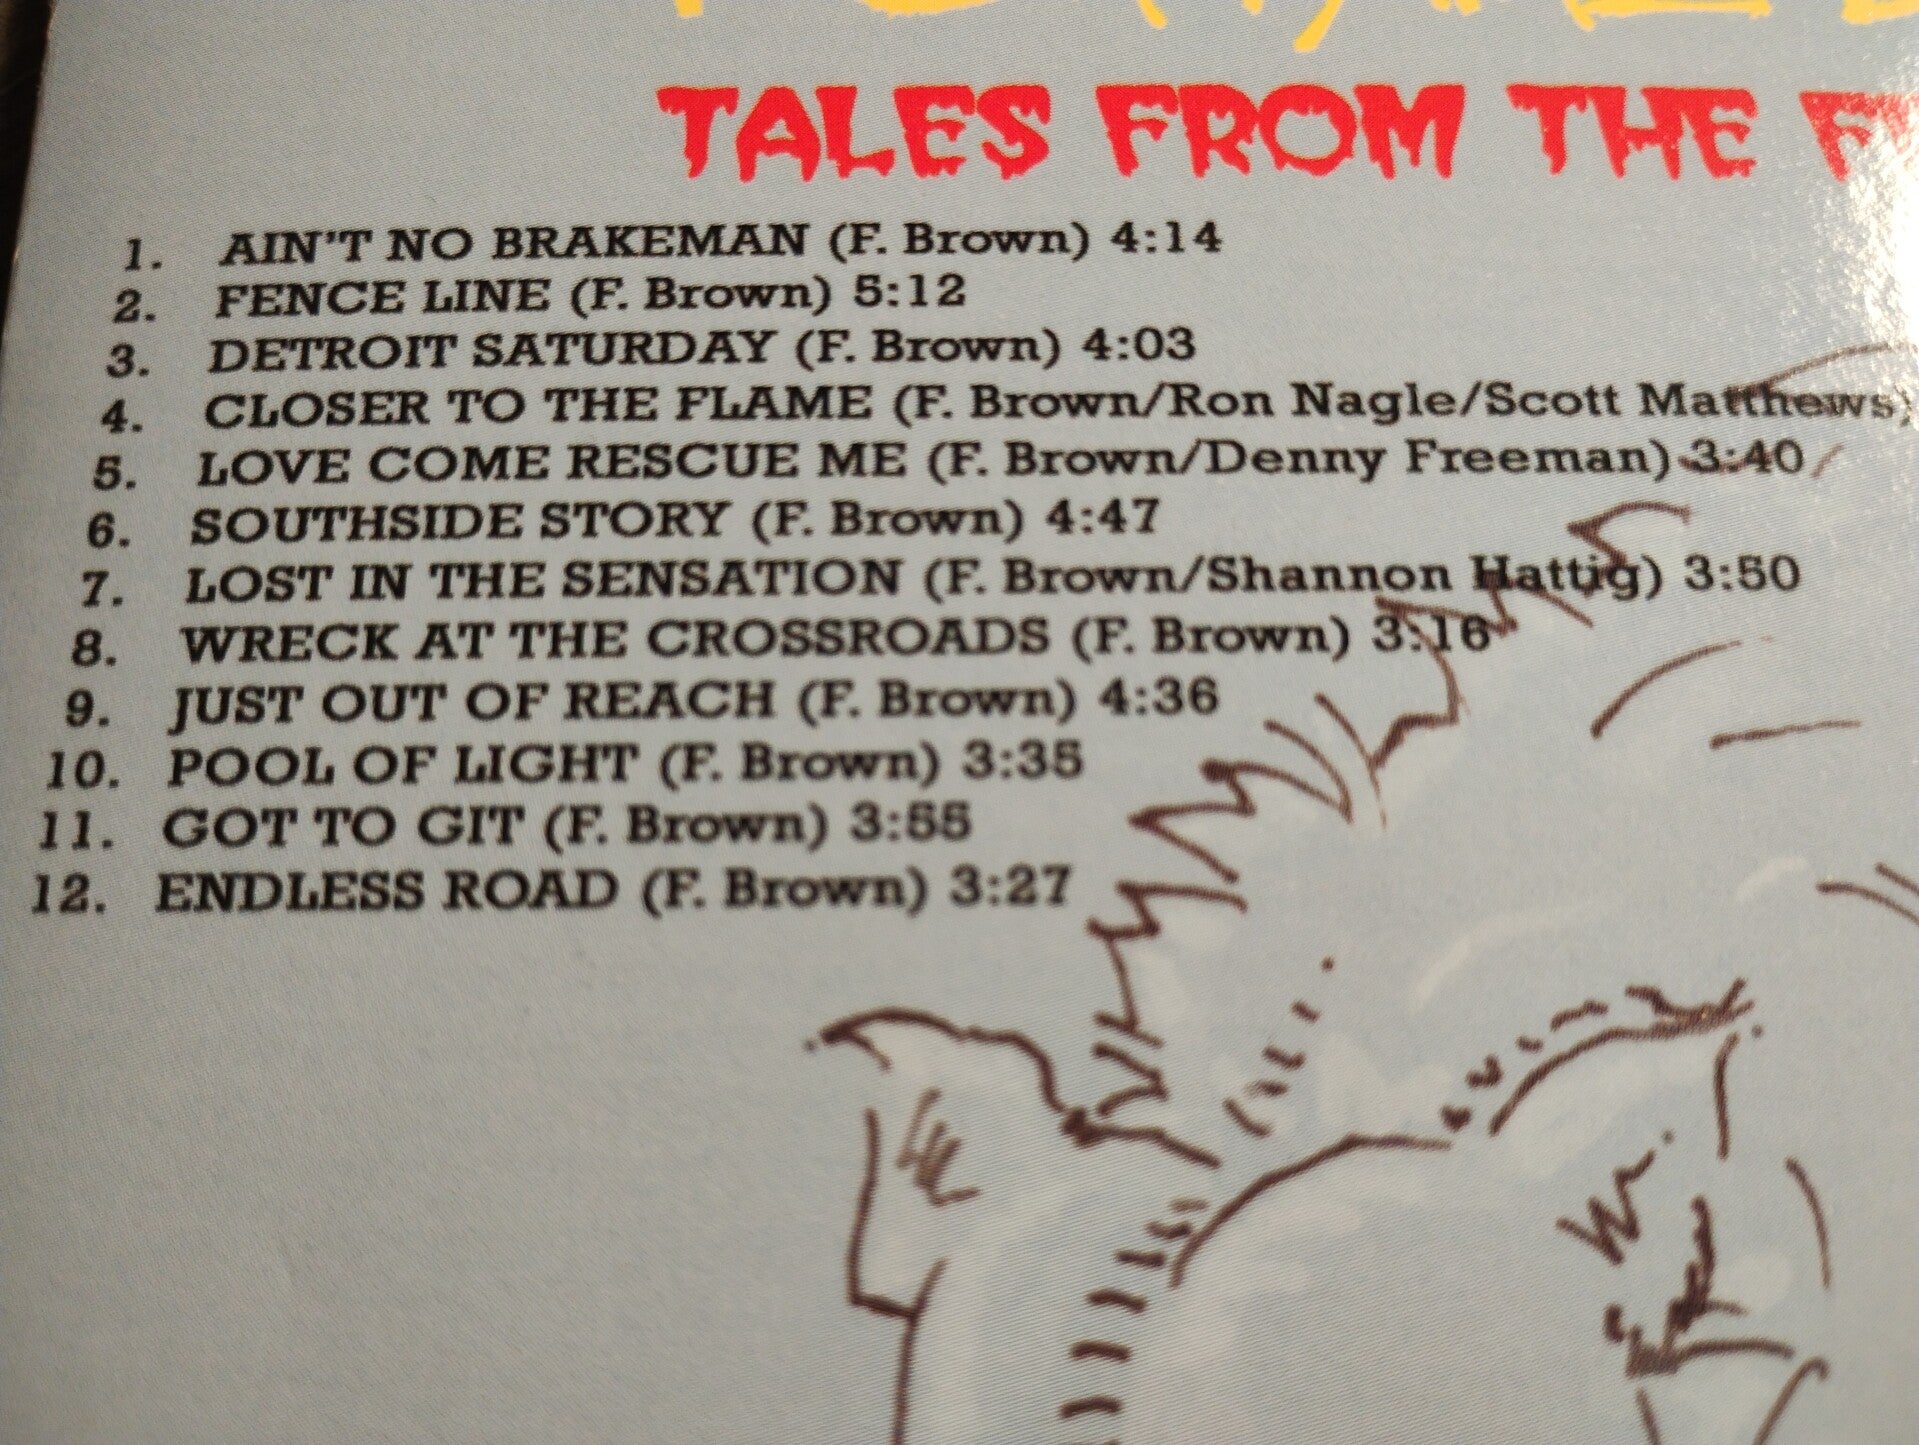 TALES FROM THE
1. AIN'T NO BRAKEMAN (F. Brown) 4:14
2. FENCE LINE (F. Brown) 5:12
3. DETROIT SATURDAY (F. Brown) 4:03
4. CLOSER TO THE FLAME (F. Brown/Ron Nagle/Scott Matthews)
5. LOVE COME RESCUE ME (F. Brown/Denny Freeman) 3:40
6. SOUTHSIDE STORY (F. Brown) 4:47
7. LOST IN THE SENSATION (F. Brown/Shannon Hattig) 3:50
8. WRECK AT THE CROSSROADS (F. Brown) 3:16
9. JUST OUT OF REACH (F. Brown) 4:36
10. POOL OF LIGHT (F. Brown) 3:35
11. GOT TO GIT (F. Brown) 3:55
12. ENDLESS ROAD (F. Brown) 3:27